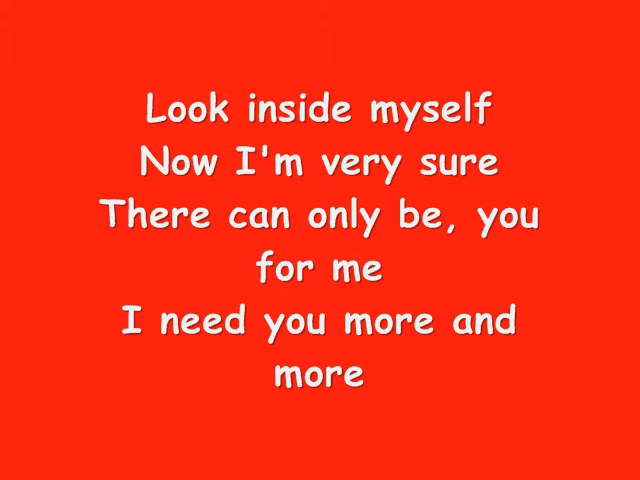 Look inside myself
Now I'm very sure
There can only be, you
for me
I need you more and
more